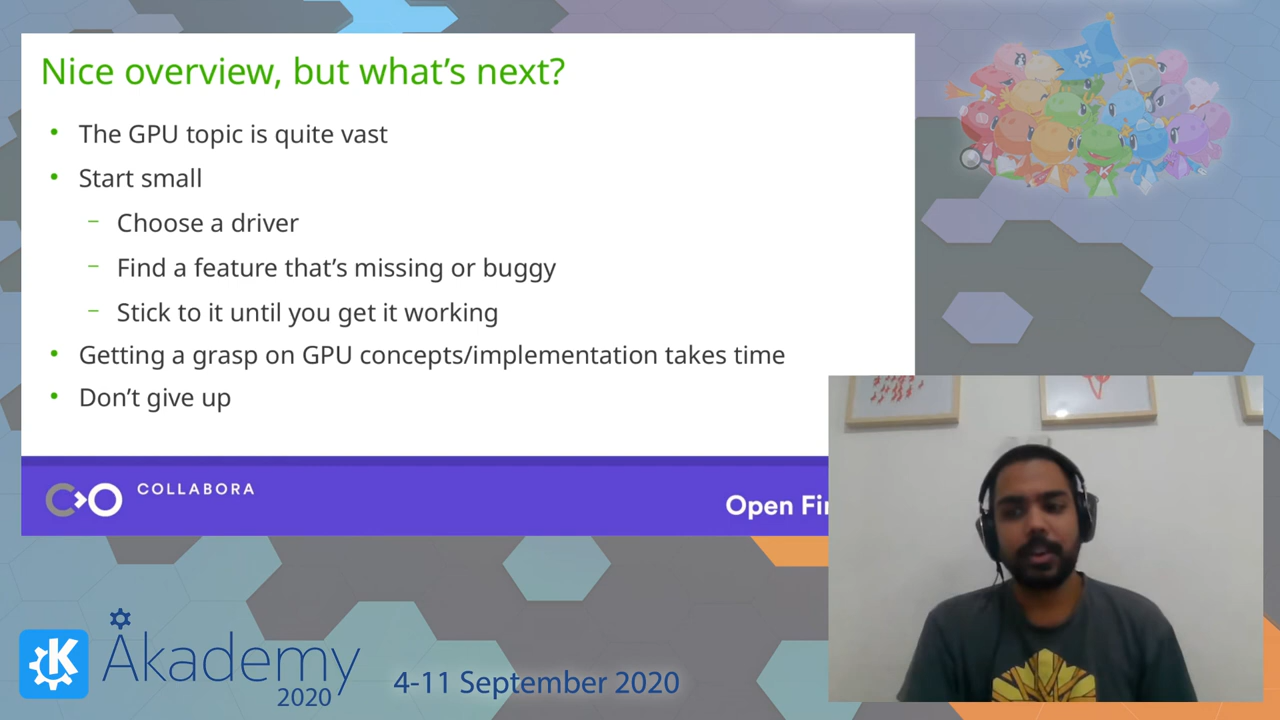 Nice overview, but what's next?
• The GPU topic is quite vast
• Start small
– Choose a driver
– Find a feature that's missing or buggy
– Stick to it until you get it working
• Getting a grasp on GPU concepts/implementation takes time
• Don't give up
COLLABORA
Open
Akademy
2020
4-11 September 2020